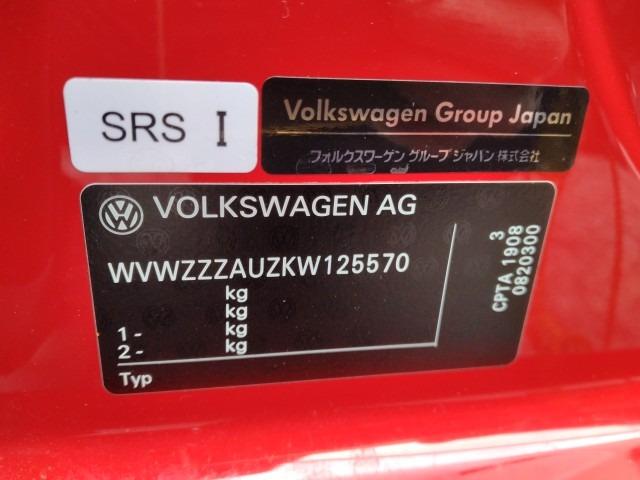 SRS I
Volkswagen Group Japan
フォルクスワーゲン グループ ジャパン 株式会社
VOLKSWAGEN AG
WVWZZZAUZKW125570
kg
kg
1- kg
2- kg
Typ
3
CPTA 1908
0820300